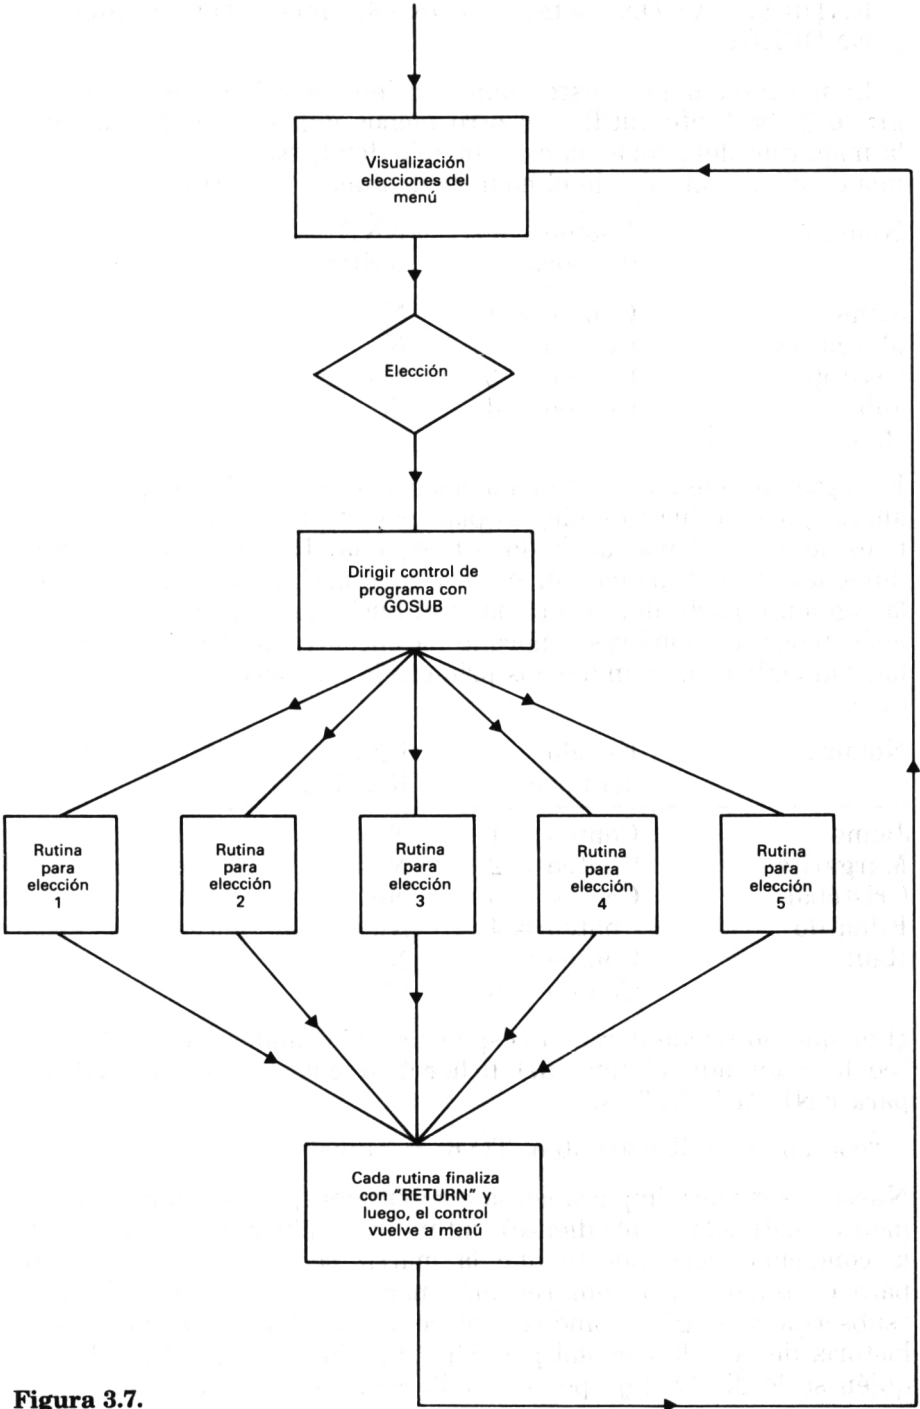 Visualización
elecciones del
menú
Elección
Dirigir control de
programa con
GOSUB
Rutina
para
elección
1
Rutina
para
elección
2
Rutina
para
elección
3
Rutina
para
elección
4
Rutina
para
elección
5
Cada rutina finaliza
con "RETURN" y
luego, el control
vuelve a menú
Figura 3.7.